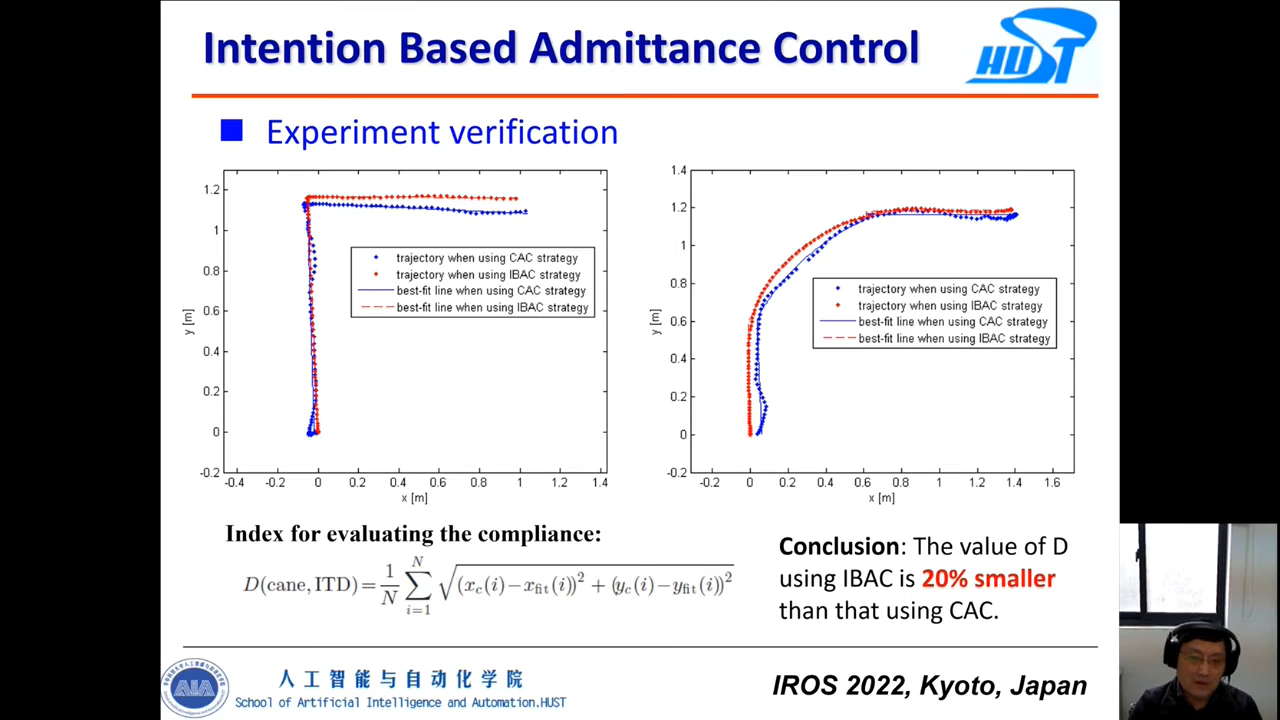 Intention Based Admittance Control
HUST
Experiment verification
1.2
1
0.8
0.6
0.4
0.2
0
-0.2
y [m]
-0.4
-0.2
0
0.2
0.4
0.6
0.8
1
1.2
1.4
x [m]
trajectory when using CAC strategy
trajectory when using IBAC strategy
best-fit line when using CAC strategy
best-fit line when using IBAC strategy
1.4
1.2
1
0.8
0.6
0.4
0.2
0
-0.2
y [m]
-0.2
0
0.2
0.4
0.6
0.8
1
1.2
1.4
1.6
x [m]
trajectory when using CAC strategy
trajectory when using IBAC strategy
best-fit line when using CAC strategy
best-fit line when using IBAC strategy
Index for evaluating the compliance:
D(cane, ITD) = 1/N ∑_{i=1}^{N} √((x_c(i)−x_fit(i))² + (y_c(i)−y_fit(i))²)
Conclusion: The value of D
using IBAC is 20% smaller
than that using CAC.
AIA
人工智能与自动化学院
School of Artificial Intelligence and Automation.HUST
IROS 2022, Kyoto, Japan